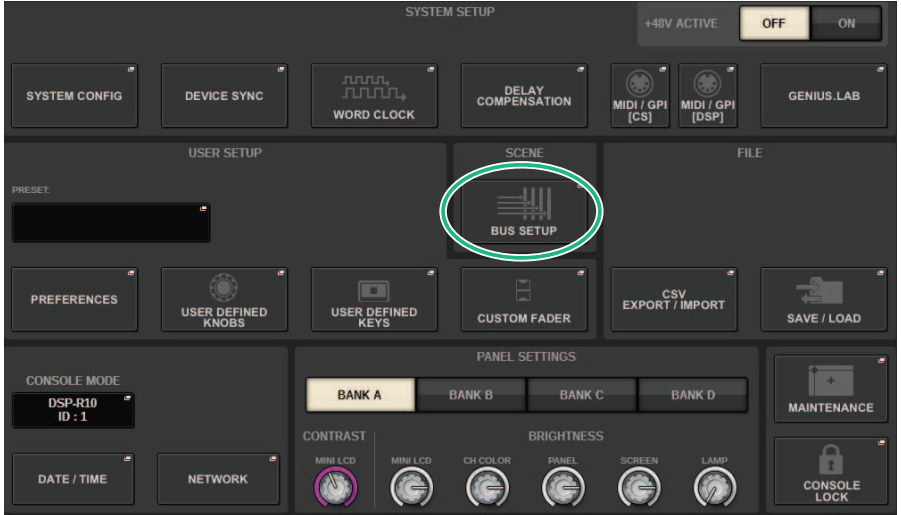 SYSTEM SETUP
+48V ACTIVE
OFF
ON
SYSTEM CONFIG
DEVICE SYNC
WORD CLOCK
DELAY
COMPENSATION
MIDI / GPI
[CS]
MIDI / GPI
[DSP]
GENIUS.LAB
USER SETUP
SCENE
FILE
PRESET:
BUS SETUP
PREFERENCES
USER DEFINED
KNOBS
USER DEFINED
KEYS
CUSTOM FADER
CSV
EXPORT / IMPORT
SAVE / LOAD
CONSOLE MODE
DSP-R10
ID : 1
PANEL SETTINGS
BANK A
BANK B
BANK C
BANK D
MAINTENANCE
CONTRAST
BRIGHTNESS
MINI LCD
MINI LCD
CH COLOR
PANEL
SCREEN
LAMP
DATE / TIME
NETWORK
CONSOLE
LOCK